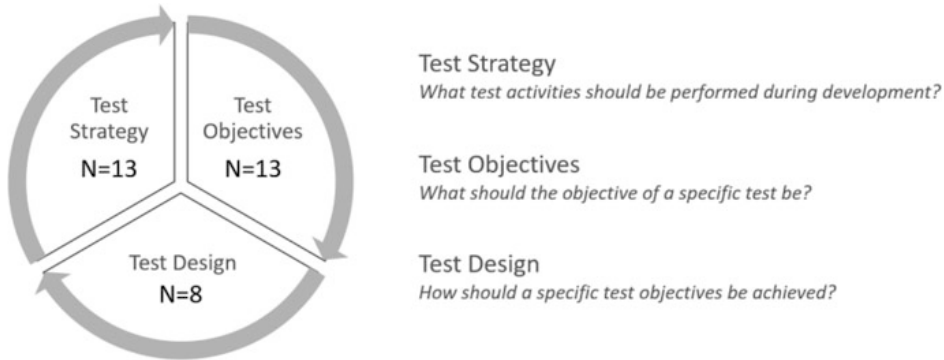 Test
Strategy
N=13
Test
Objectives
N=13
Test Design
N=8
Test Strategy
What test activities should be performed during development?
Test Objectives
What should the objective of a specific test be?
Test Design
How should a specific test objectives be achieved?